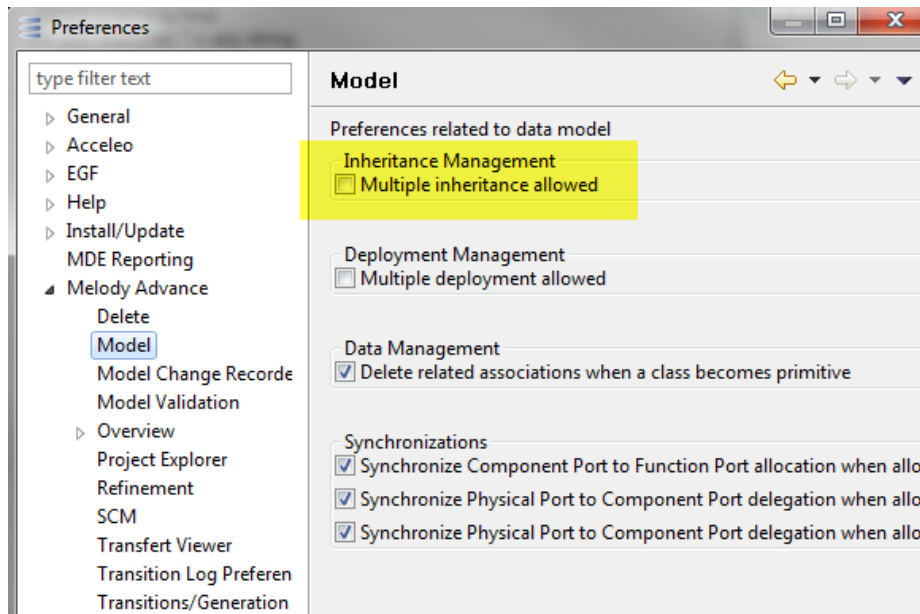 Preferences
type filter text
General
Acceleo
EGF
Help
Install/Update
MDE Reporting
Melody Advance
Delete
Model
Model Change Recorde
Model Validation
Overview
Project Explorer
Refinement
SCM
Transfert Viewer
Transition Log Preferen
Transitions/Generation
Model
Preferences related to data model
Inheritance Management
Multiple inheritance allowed
Deployment Management
Multiple deployment allowed
Data Management
Delete related associations when a class becomes primitive
Synchronizations
Synchronize Component Port to Function Port allocation when allo
Synchronize Physical Port to Component Port delegation when allo
Synchronize Physical Port to Component Port delegation when allo